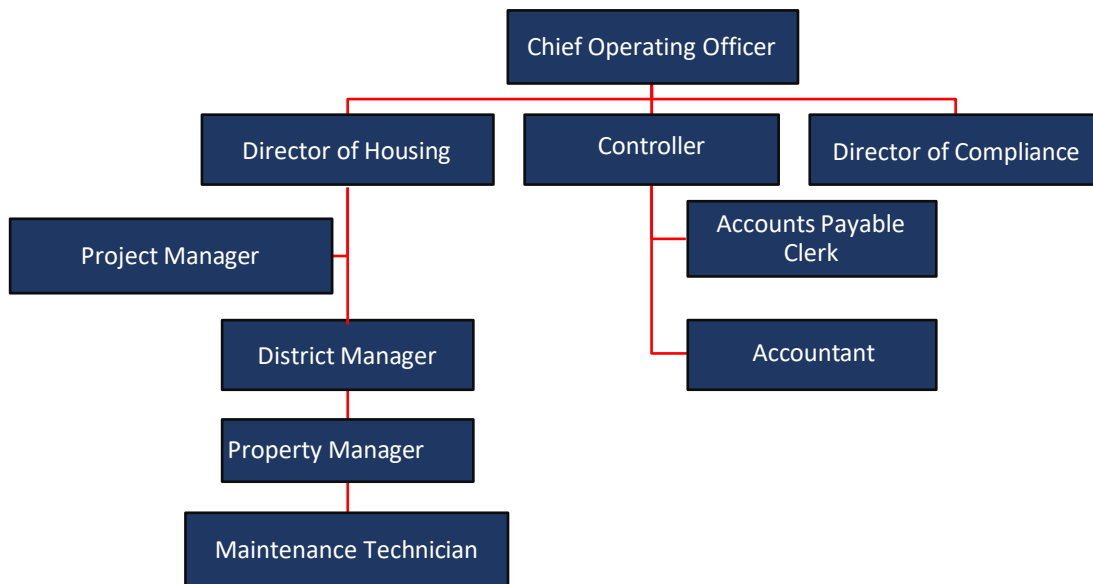 Chief Operating Officer
Director of Housing
Controller
Director of Compliance
Project Manager
Accounts Payable
Clerk
District Manager
Accountant
Property Manager
Maintenance Technician